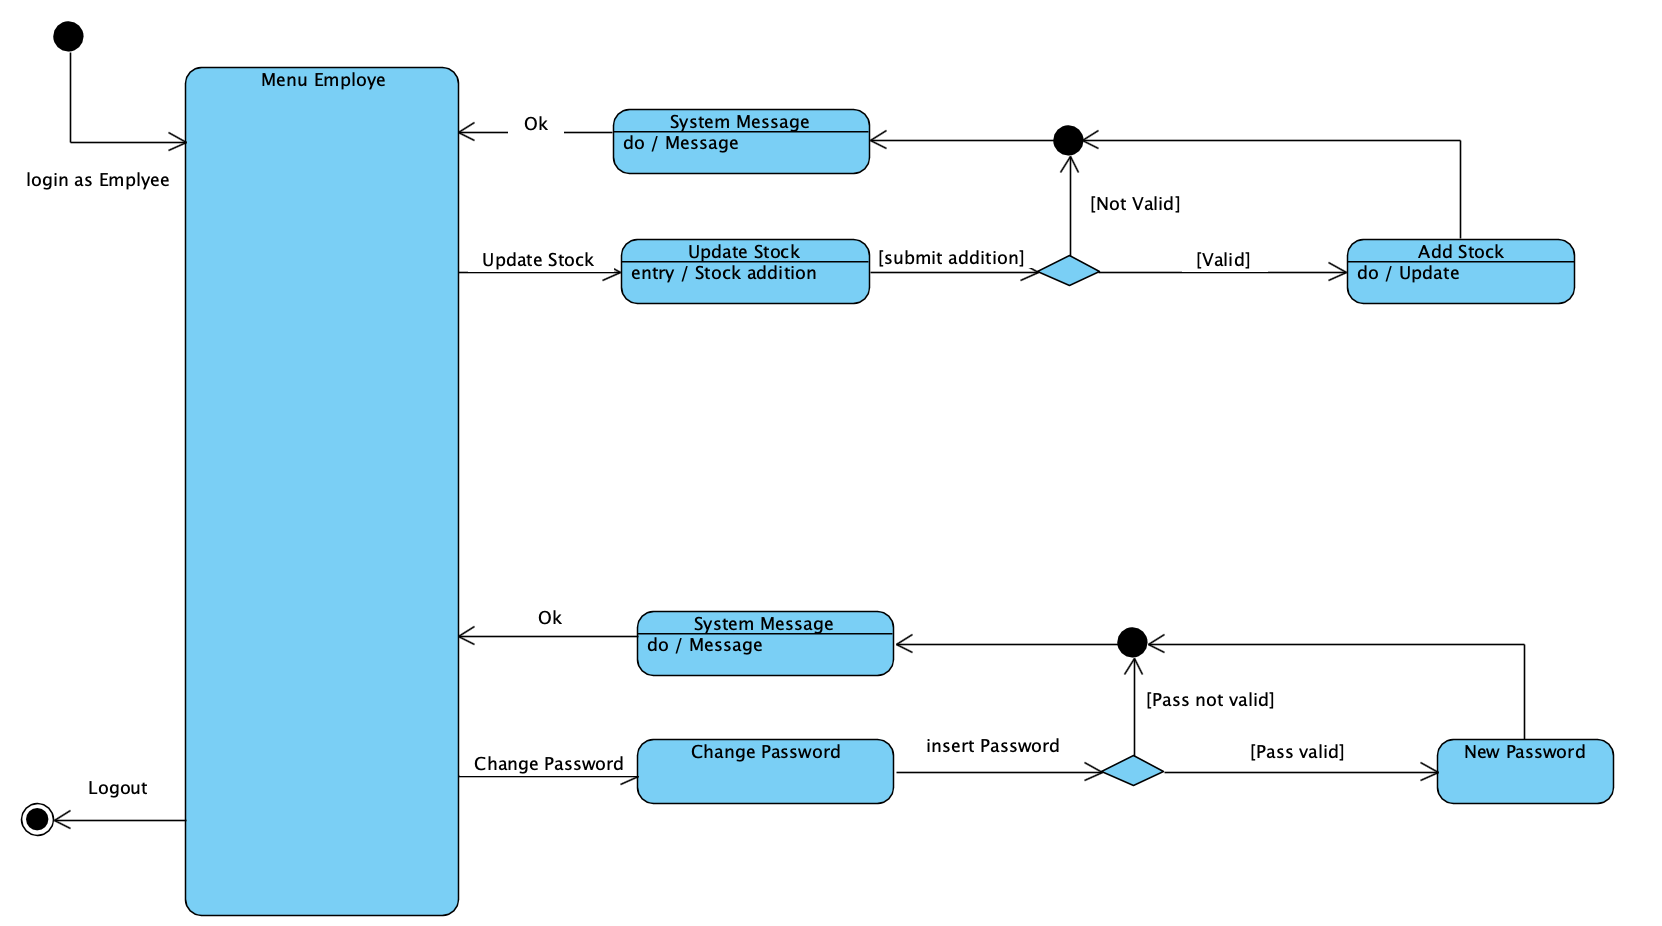 Menu Employe
login as Emplyee
Ok
System Message
do / Message
[Not Valid]
Update Stock
Update Stock
entry / Stock addition
[submit addition]
[Valid]
Add Stock
do / Update
Ok
System Message
do / Message
[Pass not valid]
Change Password
Change Password
insert Password
[Pass valid]
New Password
Logout